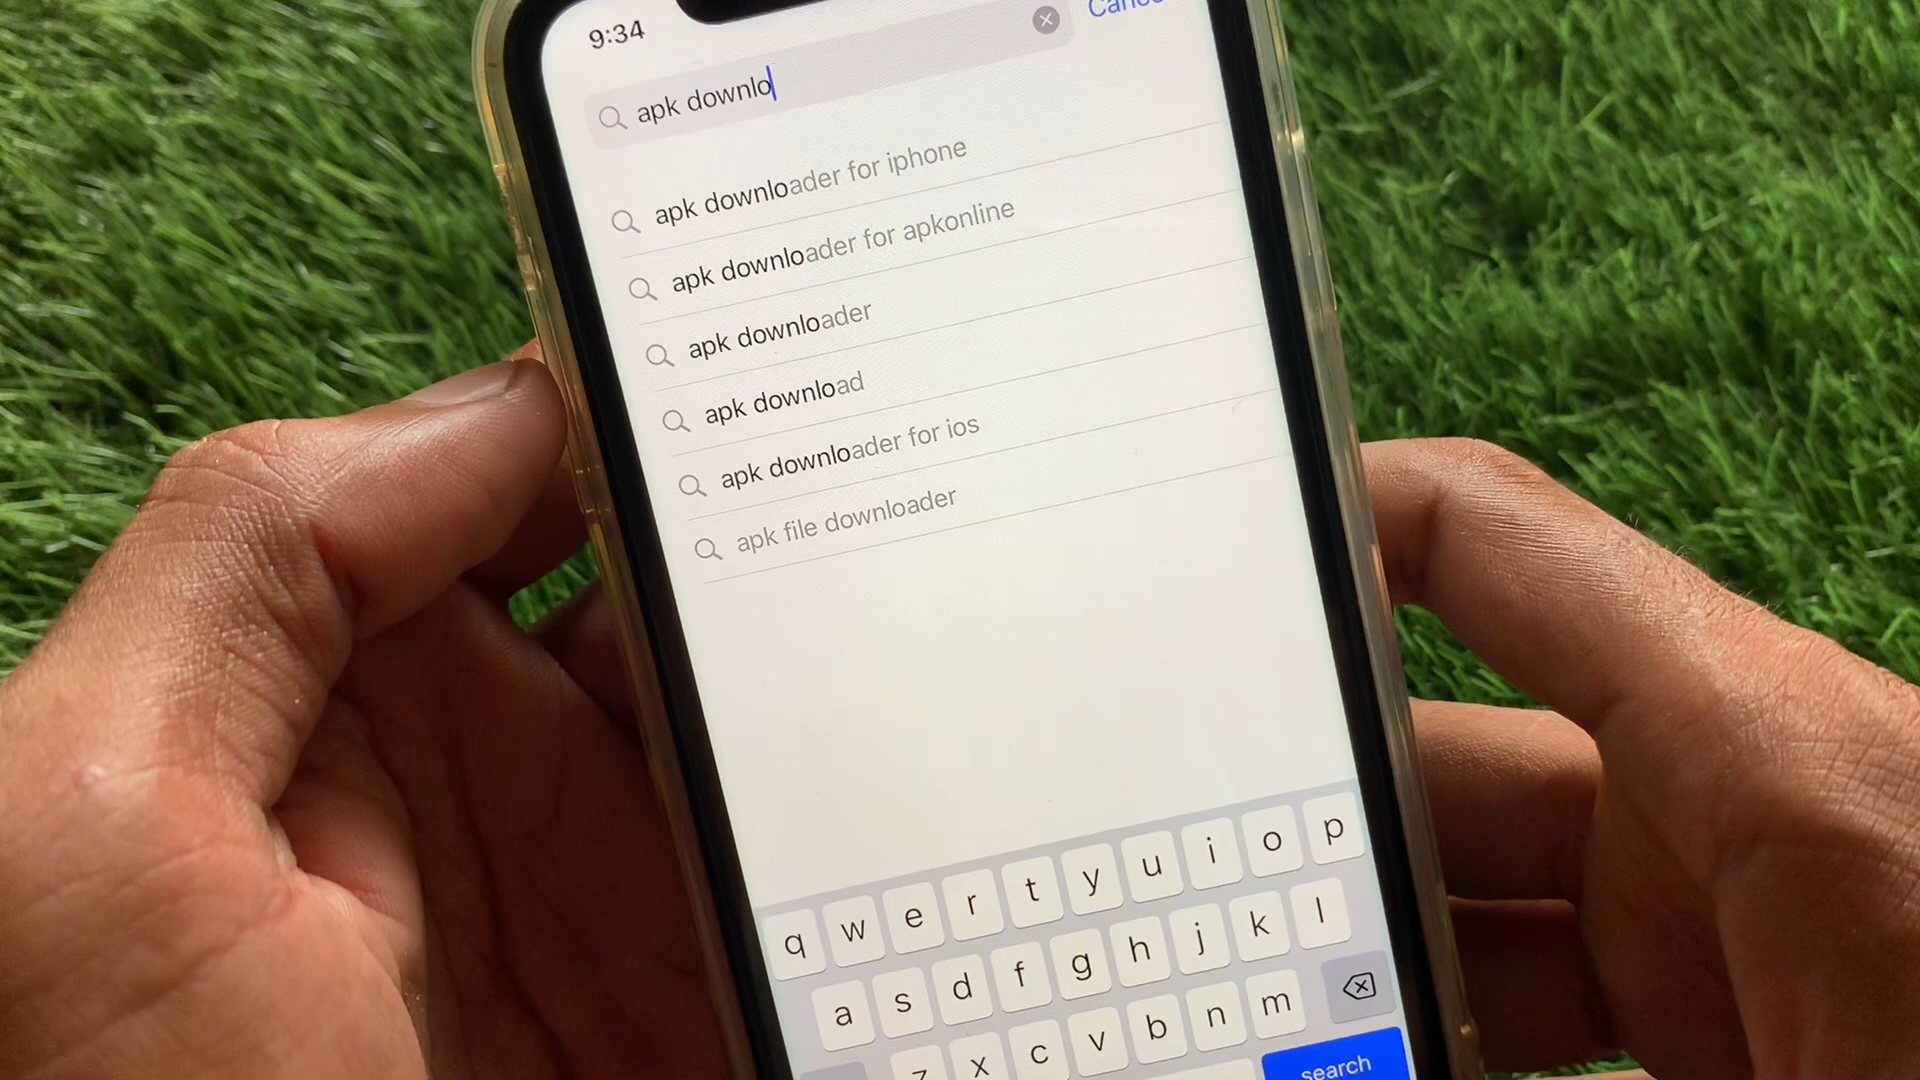 9:34
apk downlo
apk downloader for iphone
apk downloader for apkonline
apk downloader
apk download
apk downloader for ios
apk file downloader
q w e r t y u i o p
a s d f g h j k l
z x c v b n m
search